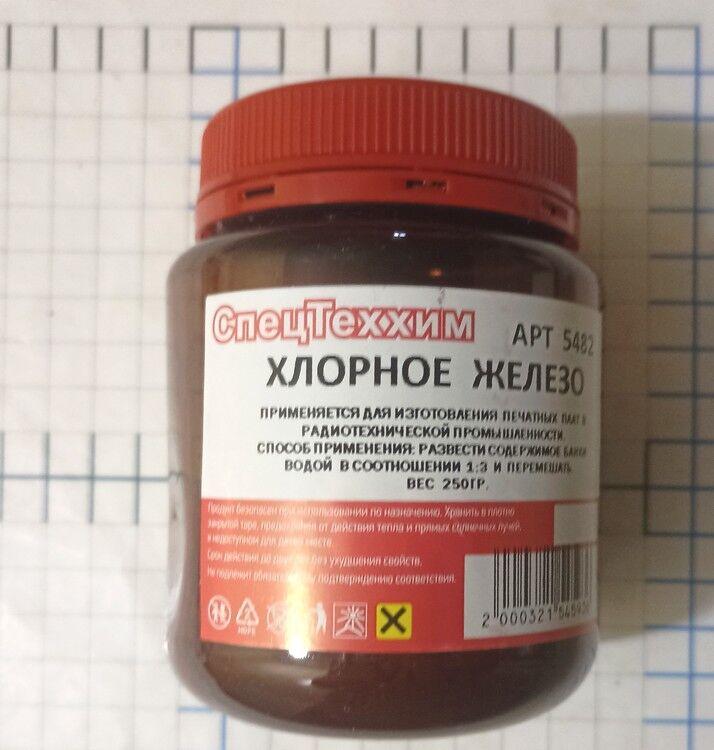 СпецТеххим
АРТ 5482
ХЛОРНОЕ ЖЕЛЕЗО
ПРИМЕНЯЕТСЯ ДЛЯ ИЗГОТОВЛЕНИЯ ПЕЧАТНЫХ ПЛАТ В
РАДИОТЕХНИЧЕСКОЙ ПРОМЫШЛЕННОСТИ.
СПОСОБ ПРИМЕНЕНИЯ: РАЗВЕСТИ СОДЕРЖИМОЕ БАНКИ
ВОДОЙ В СООТНОШЕНИИ 1:3 И ПЕРЕМЕШАТЬ.
ВЕС 250ГР.
Продукт безопасен при использовании по назначению. Хранить в плотно
закрытой таре, предохраняя от действия тепла и прямых солнечных лучей,
в недоступном для детей месте.
Срок действия до двух лет без ухудшения свойств.
Не подлежит обязательному подтверждению соответствия.
HDPE
2 000321